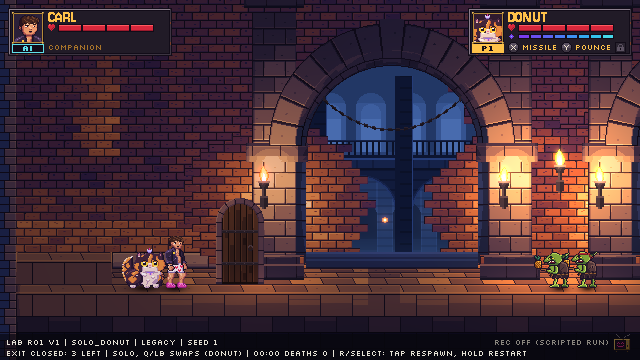 CARL
AI COMPANION
DONUT
P1 X MISSILE Y POUNCE
LAB R01 V1 | SOLO_DONUT | LEGACY | SEED 1
REC OFF (SCRIPTED RUN)
EXIT CLOSED: 3 LEFT | SOLO, Q/LB SWAPS (DONUT) | 00:00 DEATHS 0 | R/SELECT: TAP RESPAWN, HOLD RESTART